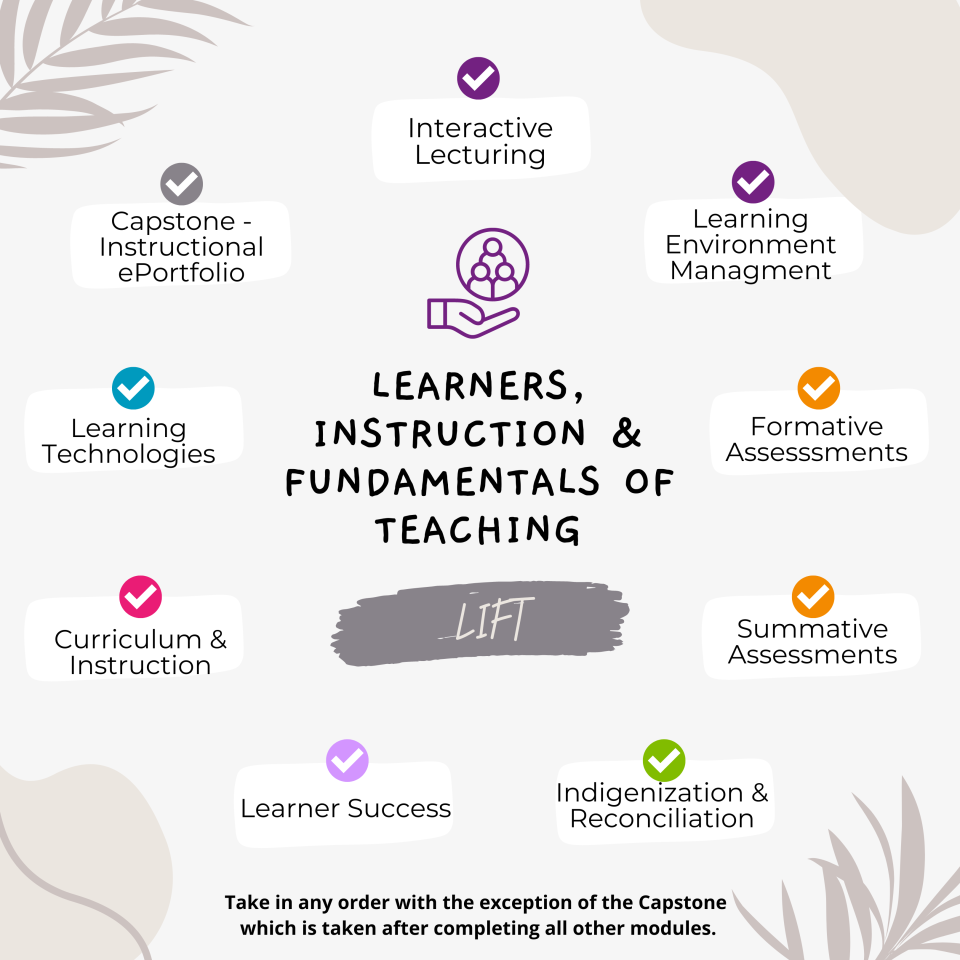 Interactive
Lecturing
Capstone -
Instructional
ePortfolio
Learning
Environment
Managment
LEARNERS,
INSTRUCTION &
FUNDAMENTALS OF
TEACHING
Learning
Technologies
Formative
Assesssments
LIFT
Curriculum &
Instruction
Summative
Assessments
Learner Success
Indigenization &
Reconciliation
Take in any order with the exception of the Capstone
which is taken after completing all other modules.